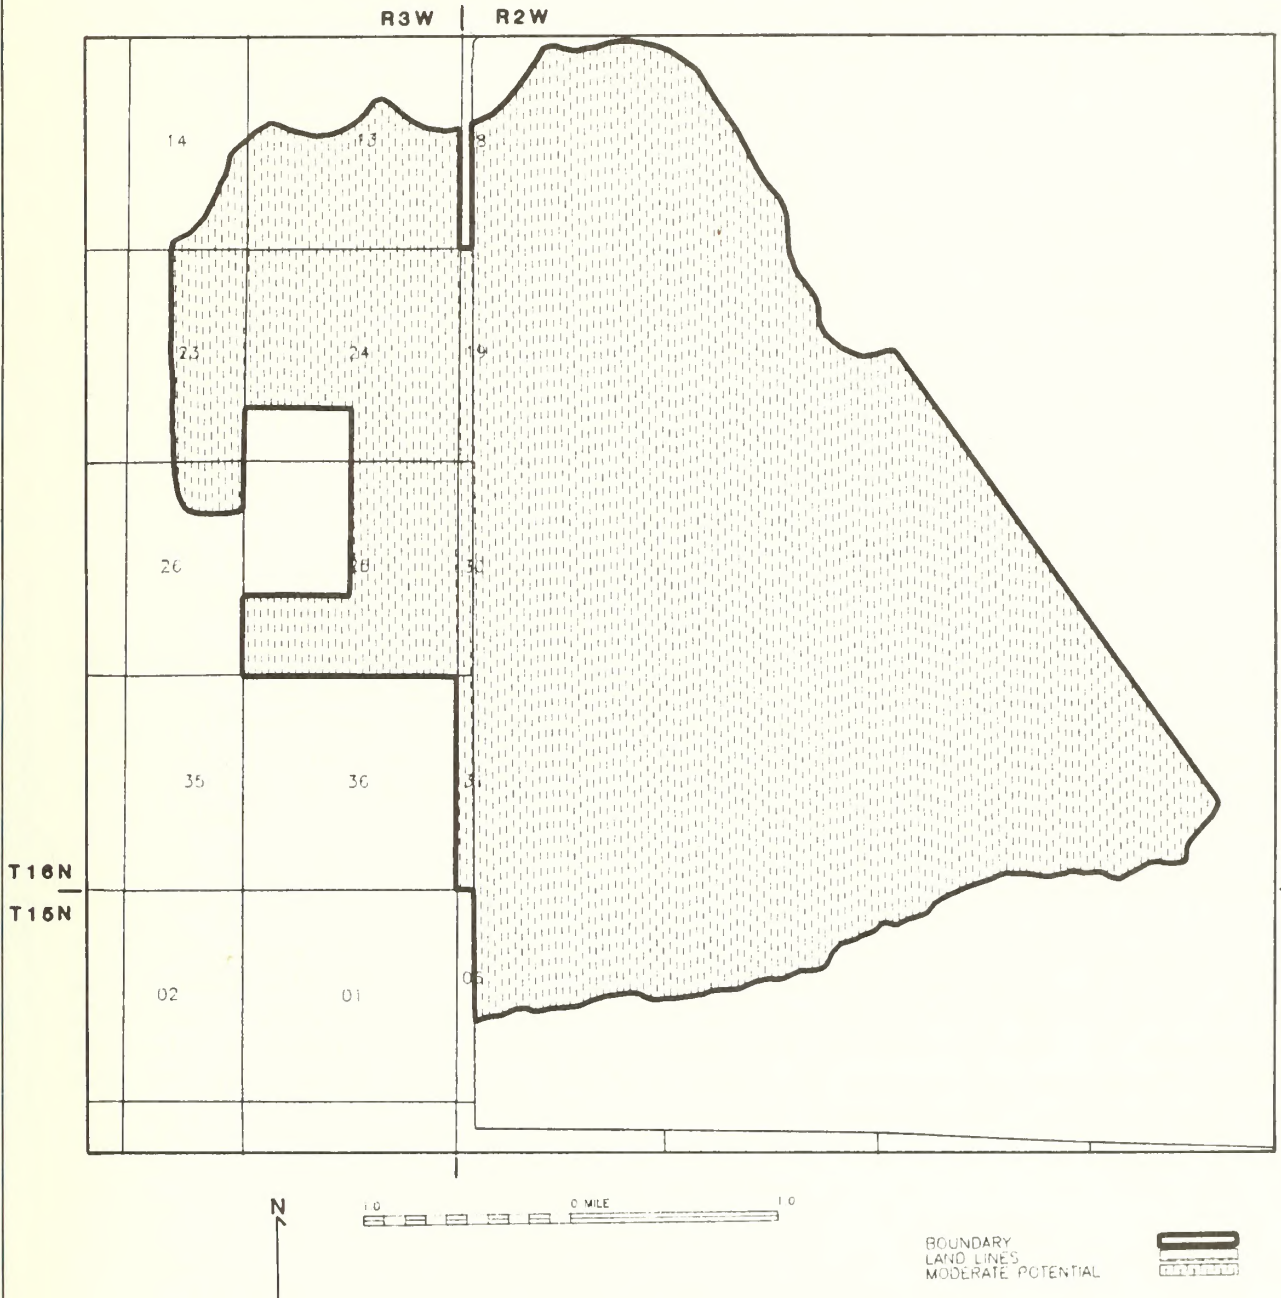 R3W | R2W
14 13 18
23 24 19
26 28 30
35 36 31
T16N
T15N
02 01 06
N
1.0 0 MILE 1.0
BOUNDARY
LAND LINES
MODERATE POTENTIAL